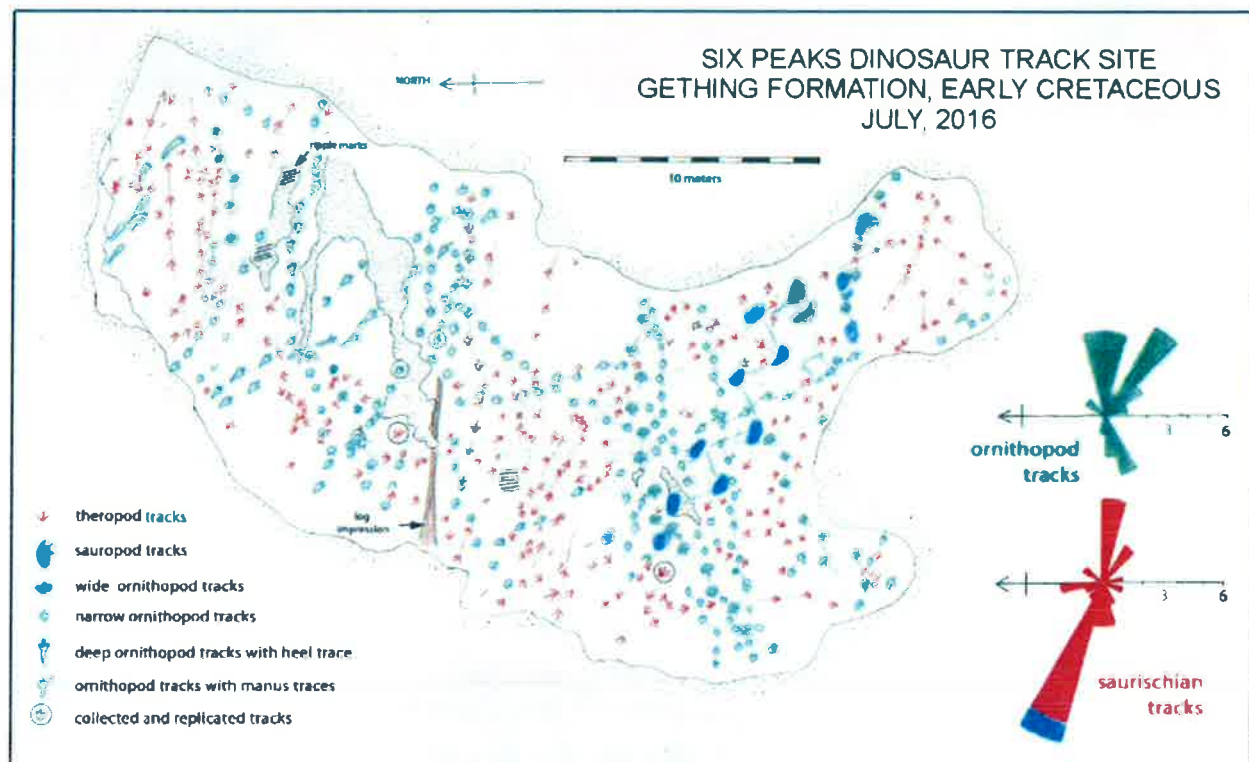 SIX PEAKS DINOSAUR TRACK SITE
GETHING FORMATION, EARLY CRETACEOUS
JULY, 2016
NORTH
ripple marks
10 meters
log
impression
theropod tracks
sauropod tracks
wide ornithopod tracks
narrow ornithopod tracks
deep ornithopod tracks with heel trace
ornithopod tracks with manus traces
collected and replicated tracks
3
6
ornithopod
tracks
3
6
saurischian
tracks